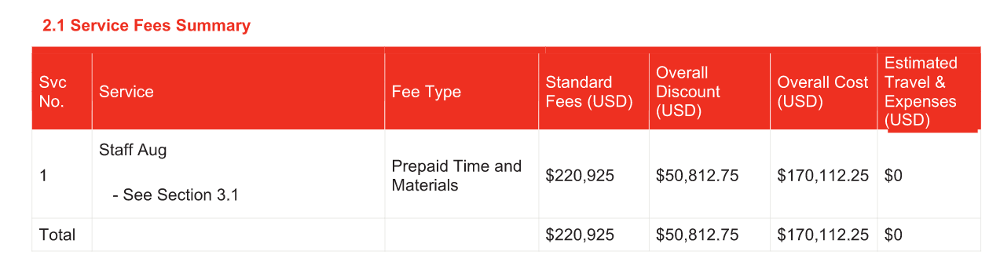 2.1 Service Fees Summary
Svc
No.
Service
Fee Type
Standard
Fees (USD)
Overall
Discount
(USD)
Overall Cost
(USD)
Estimated
Travel &
Expenses
(USD)
1
Staff Aug
- See Section 3.1
Prepaid Time and
Materials
$220,925
$50,812.75
$170,112.25
$0
Total
$220,925
$50,812.75
$170,112.25
$0